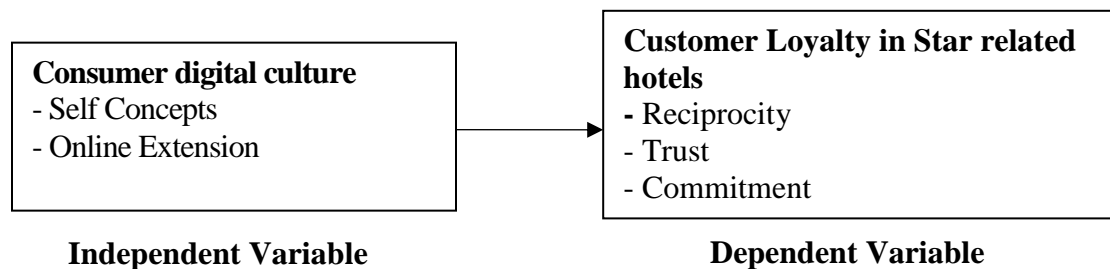 Consumer digital culture
- Self Concepts
- Online Extension
Customer Loyalty in Star related
hotels
- Reciprocity
- Trust
- Commitment
Independent Variable
Dependent Variable